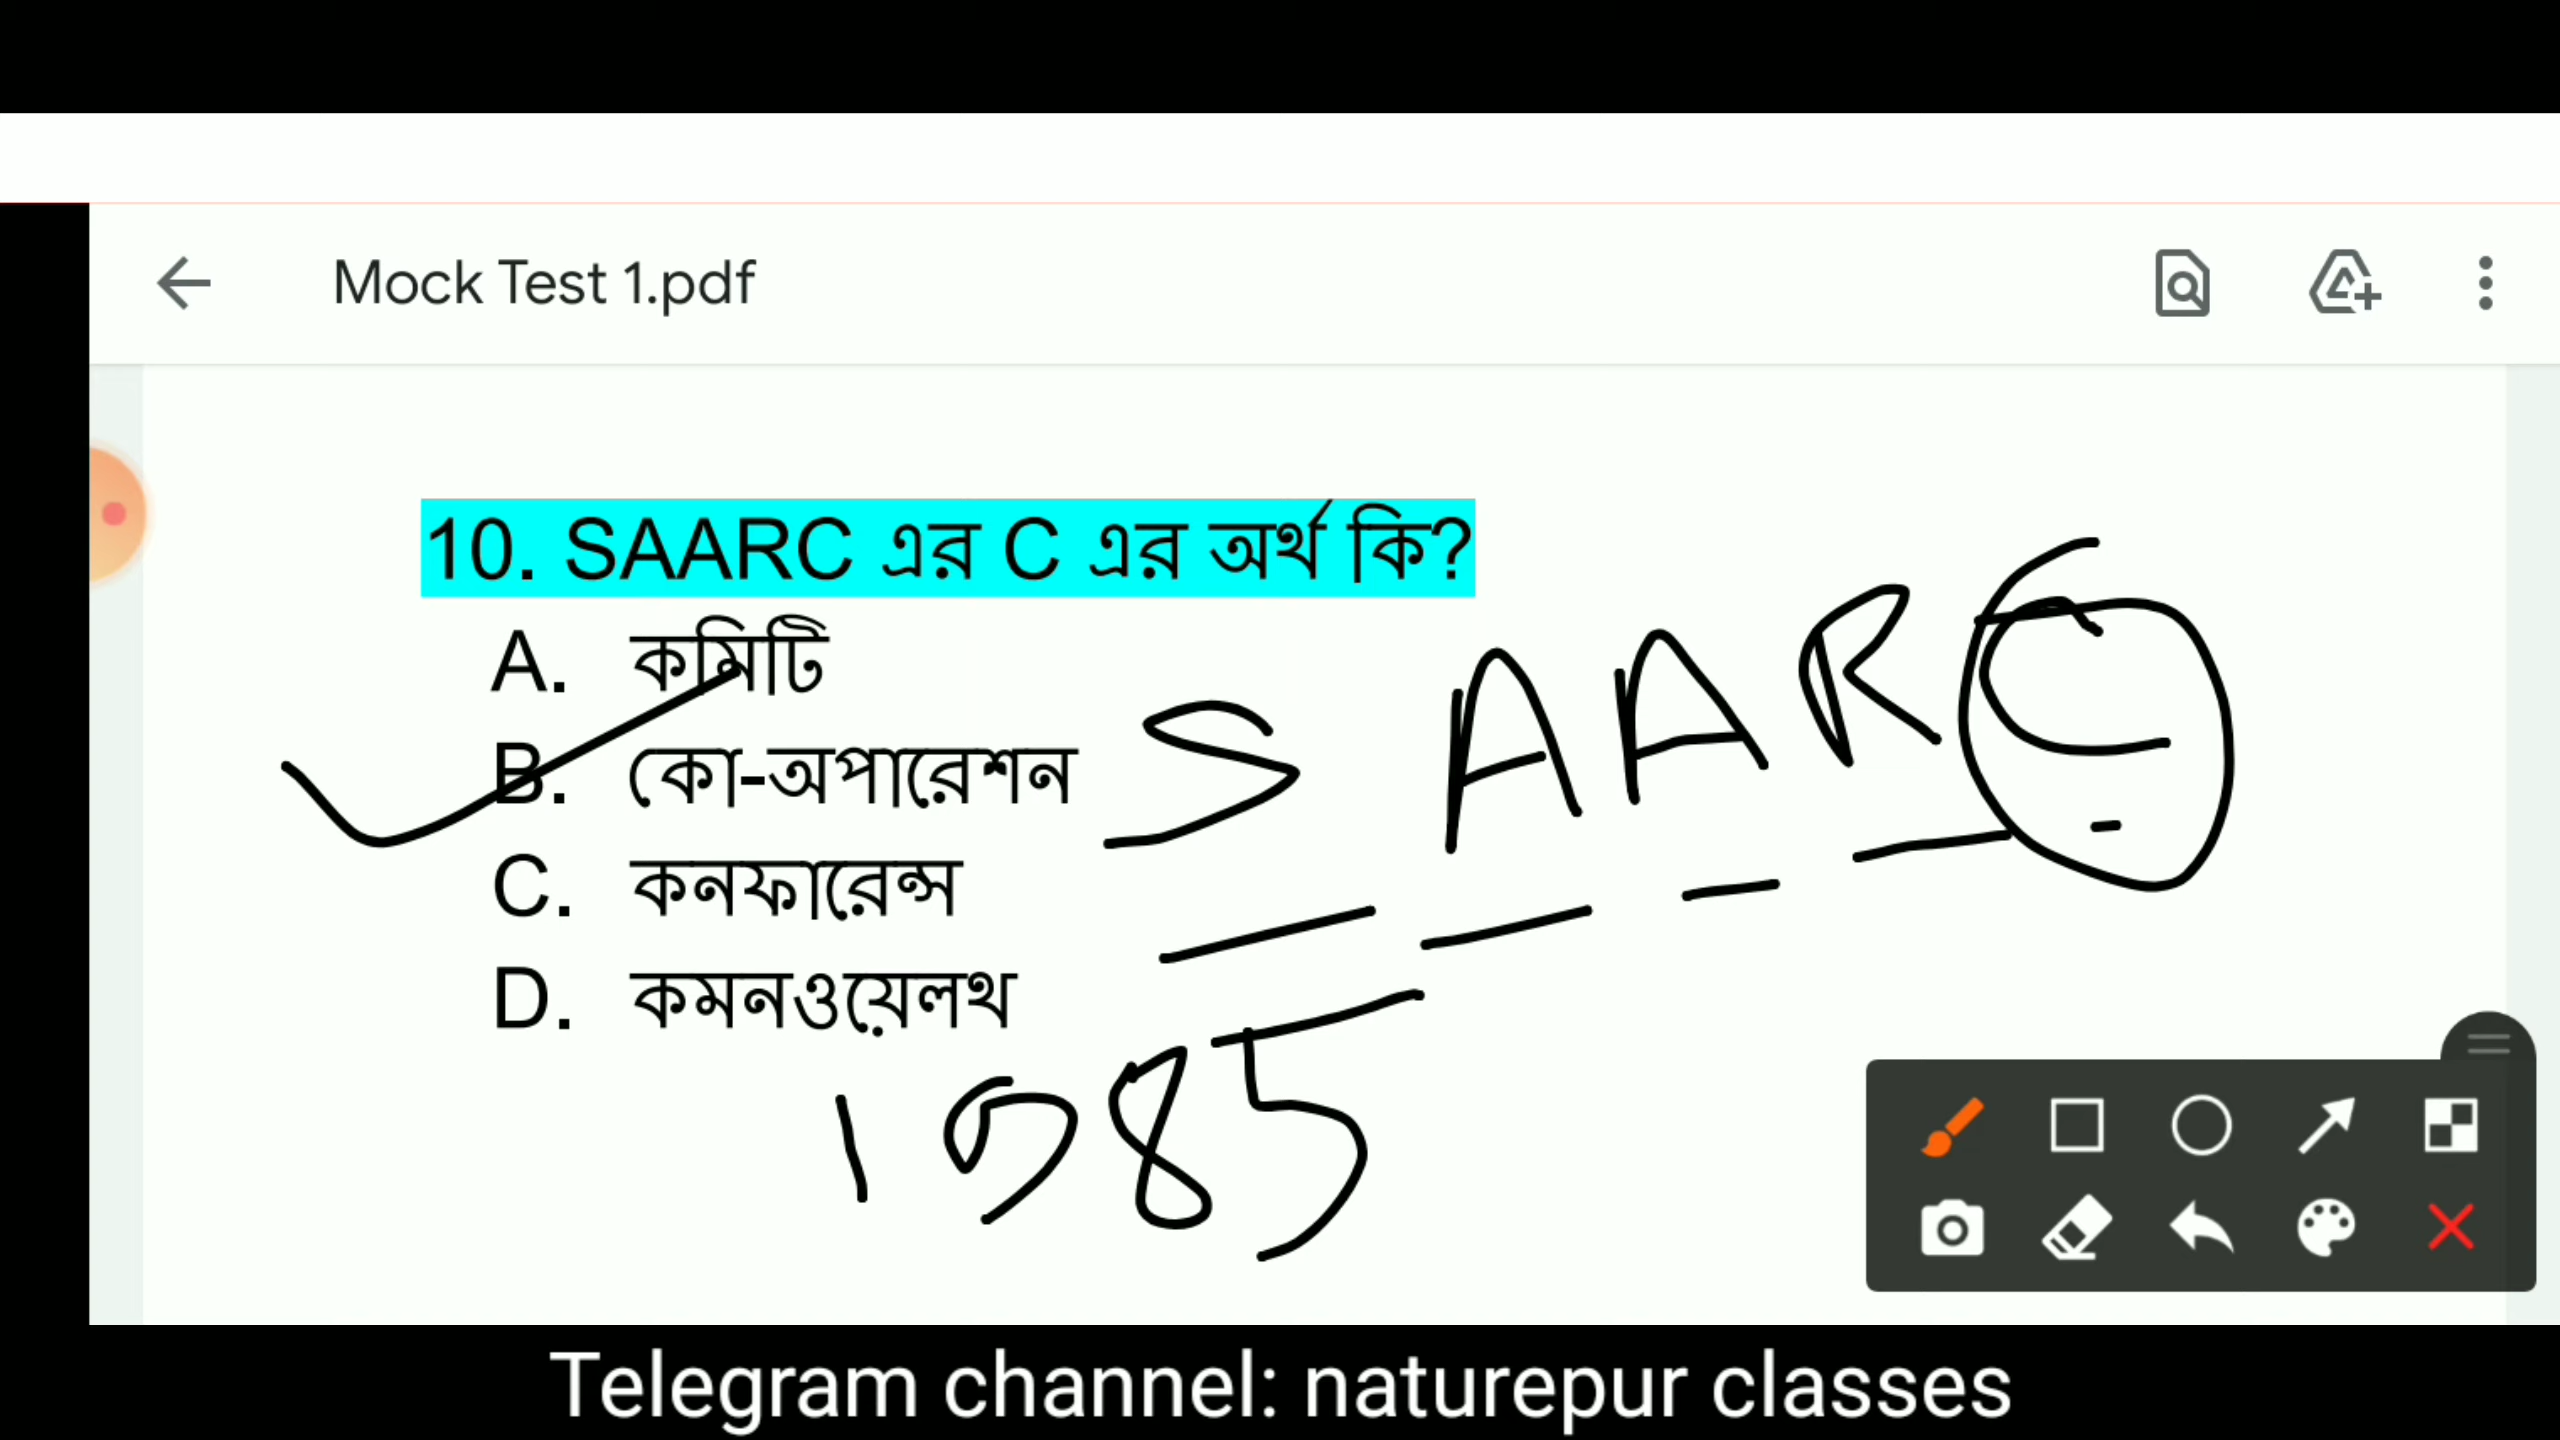 Mock Test 1.pdf
10. SAARC এর C এর অর্থ কি?
A. কমিটি
B. কো-অপারেশন
C. কনফারেন্স
D. কমনওয়েলথ
SAARC
1985
Telegram channel: naturepur classes